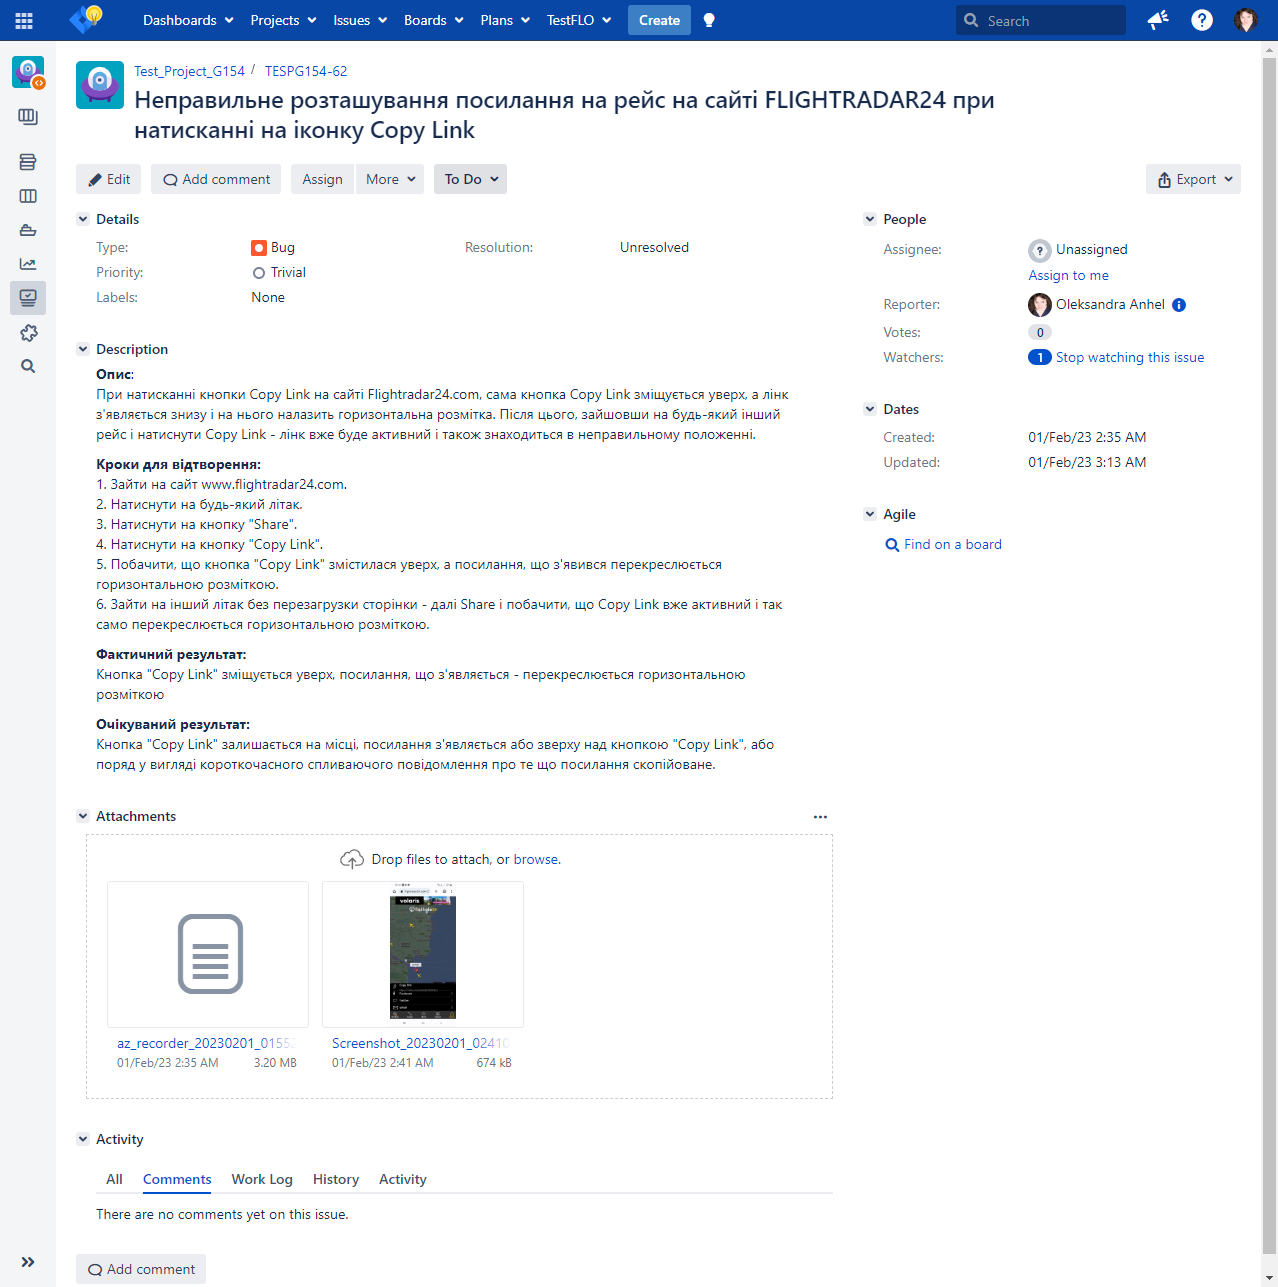 Dashboards Projects Issues Boards Plans TestFLO Create Search
Test_Project_G154 / TESPG154-62
Неправильне розташування посилання на рейс на сайті FLIGHTRADAR24 при
натисканні на іконку Copy Link
Edit Add comment Assign More To Do Export
Details
Type: Bug Resolution: Unresolved
Priority: Trivial
Labels: None
Description
Опис:
При натисканні кнопки Copy Link на сайті Flightradar24.com, сама кнопка Copy Link зміщується уверх, а лінк
з'являється знизу і на нього налазить горизонтальна розмітка. Після цього, зайшовши на будь-який інший
рейс і натиснути Copy Link - лінк вже буде активний і також знаходиться в неправильному положенні.
Кроки для відтворення:
1. Зайти на сайт www.flightradar24.com.
2. Натиснути на будь-який літак.
3. Натиснути на кнопку "Share".
4. Натиснути на кнопку "Copy Link".
5. Побачити, що кнопка "Copy Link" змістилася уверх, а посилання, що з'явився перекреслюється
горизонтальною розміткою.
6. Зайти на інший літак без перезагрузки сторінки - далі Share і побачити, що Copy Link вже активний і так
само перекреслюється горизонтальною розміткою.
Фактичний результат:
Кнопка "Copy Link" зміщується уверх, посилання, що з'являється - перекреслюється горизонтальною
розміткою
Очікуваний результат:
Кнопка "Copy Link" залишається на місці, посилання з'являється або зверху над кнопкою "Copy Link", або
поряд у вигляді короткочасного спливаючого повідомлення про те що посилання скопійоване.
Attachments
Drop files to attach, or browse.
volaris
az_recorder_20230201_0155
01/Feb/23 2:35 AM 3.20 MB
Screenshot_20230201_0241
01/Feb/23 2:41 AM 674 kB
Activity
All Comments Work Log History Activity
There are no comments yet on this issue.
Add comment
People
Assignee: Unassigned
Assign to me
Reporter: Oleksandra Anhel
Votes: 0
Watchers: 1 Stop watching this issue
Dates
Created: 01/Feb/23 2:35 AM
Updated: 01/Feb/23 3:13 AM
Agile
Find on a board